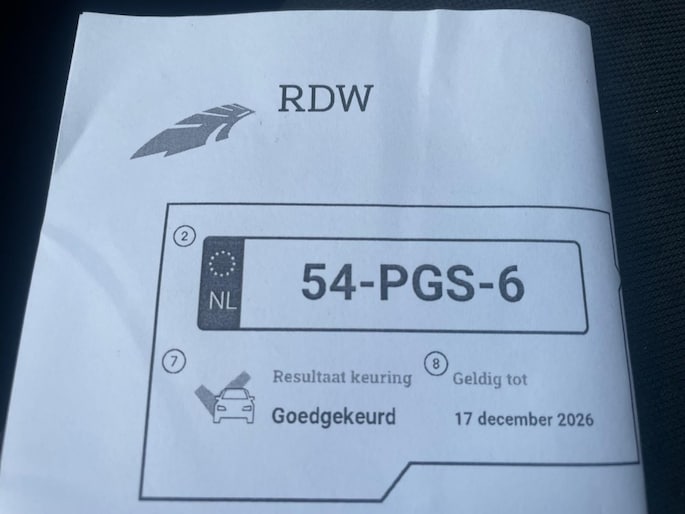 RDW
2
NL
54-PGS-6
7
Resultaat keuring
Goedgekeurd
8
Geldig tot
17 december 2026